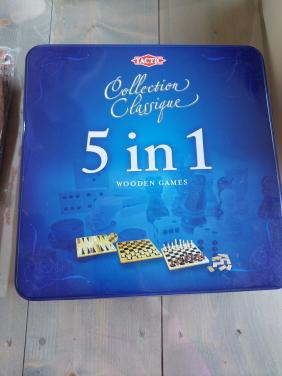 TACTIC
Collection
Classique
5 in 1
WOODEN GAMES